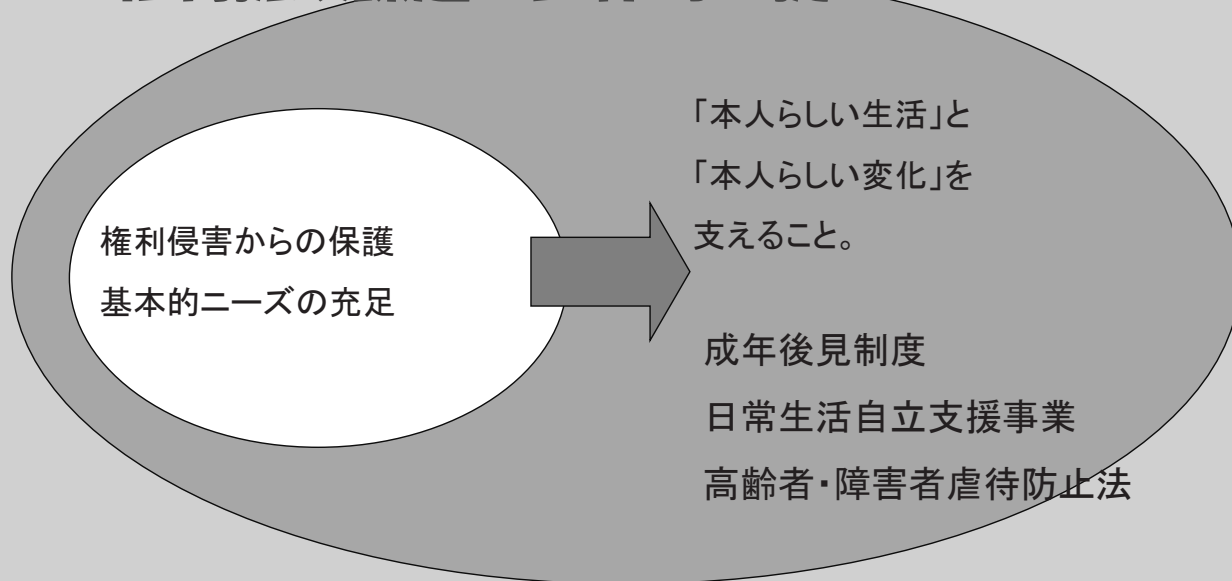 権利侵害からの保護
基本的ニーズの充足
「本人らしい生活」と
「本人らしい変化」を
支えること。
成年後見制度
日常生活自立支援事業
高齢者・障害者虐待防止法